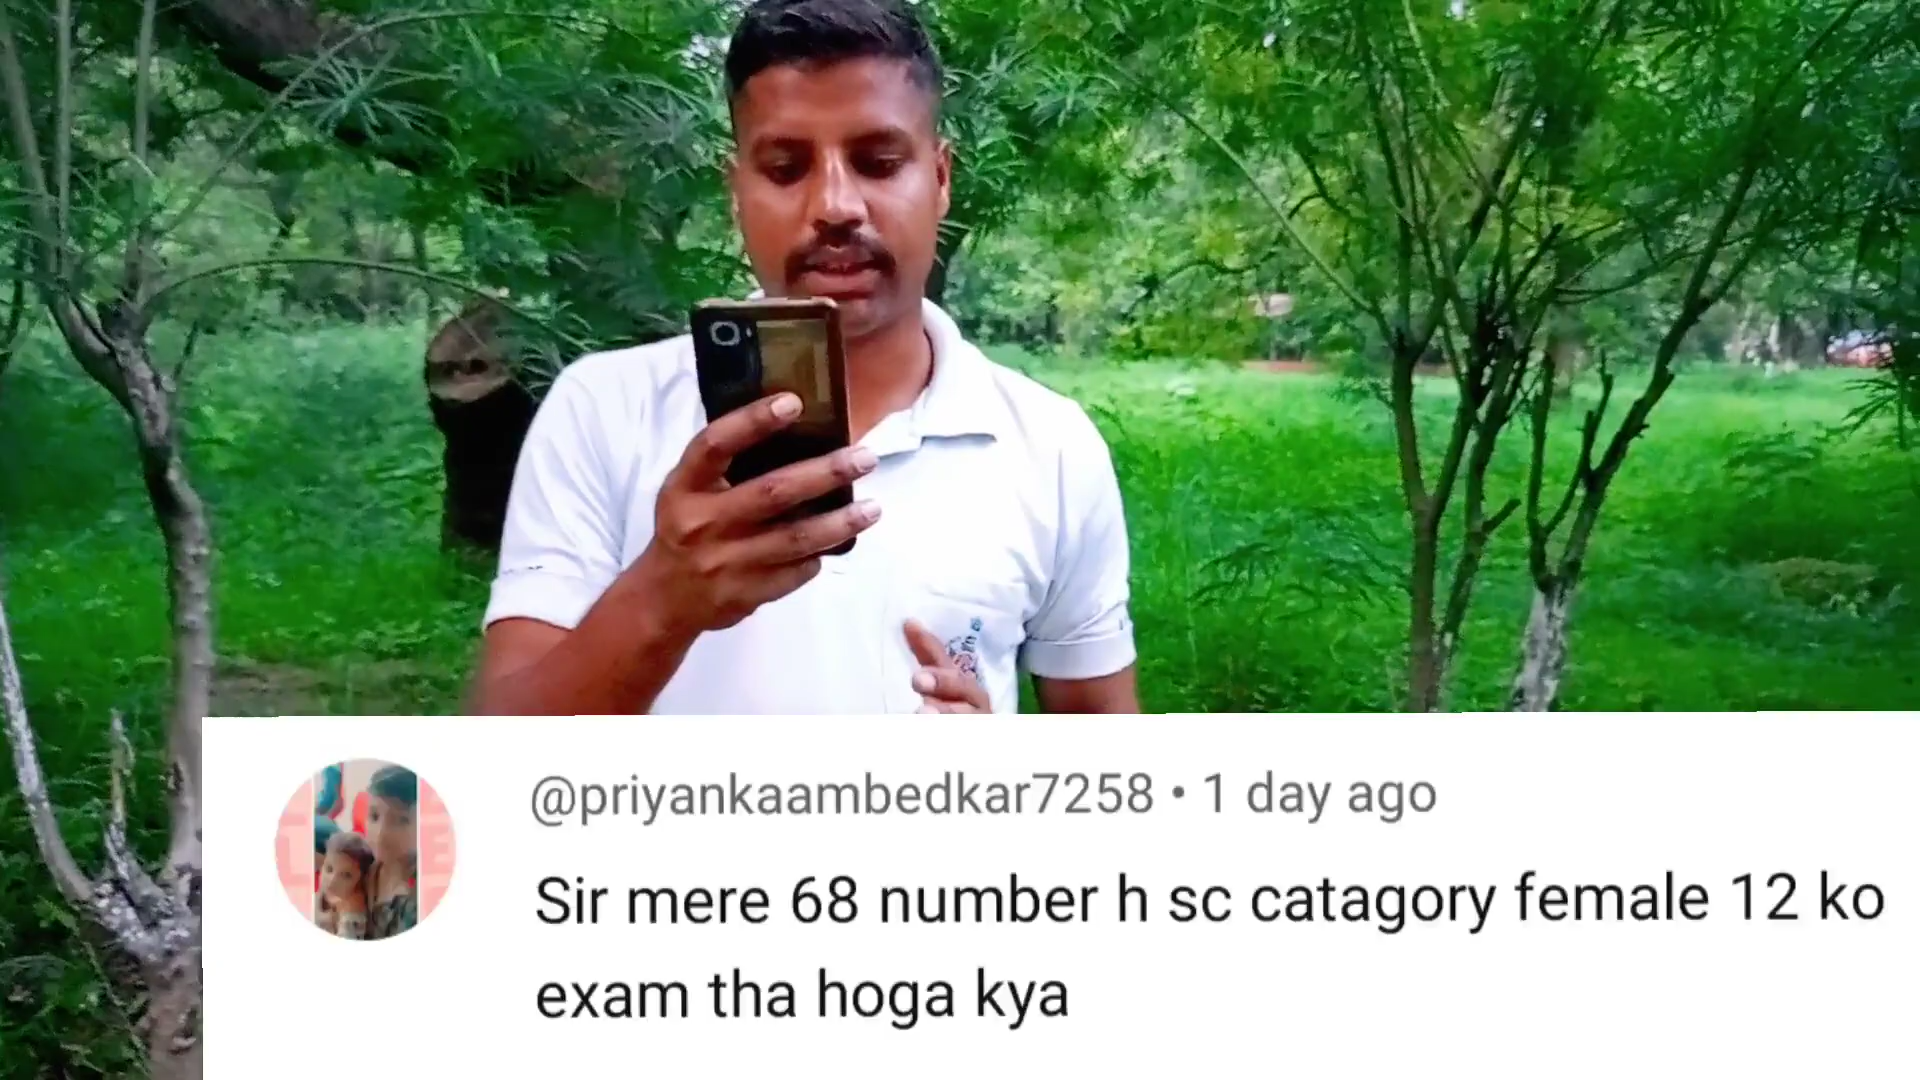 @priyankaambedkar7258 • 1 day ago
Sir mere 68 number h sc catagory female 12 ko
exam tha hoga kya